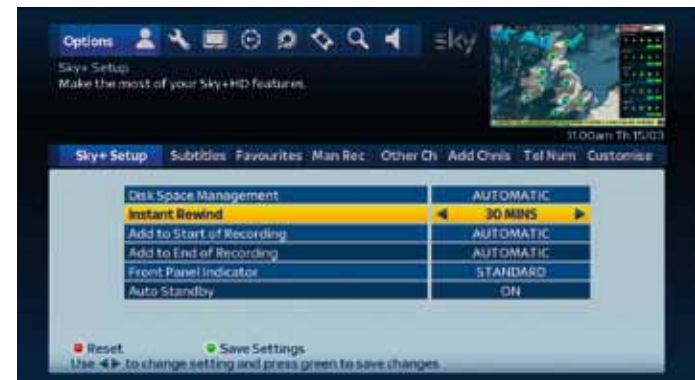 Options
sky
Sky+ Setup
Make the most of your Sky+HD features.
11.00am Th 15/03
Sky+ Setup Subtitles Favourites Man Rec Other Ch Add Chnls Tel Num Customise
Disk Space Management AUTOMATIC
Instant Rewind 30 MINS
Add to Start of Recording AUTOMATIC
Add to End of Recording AUTOMATIC
Front Panel Indicator STANDARD
Auto Standby ON
Reset Save Settings
Use ◀▶ to change setting and press green to save changes